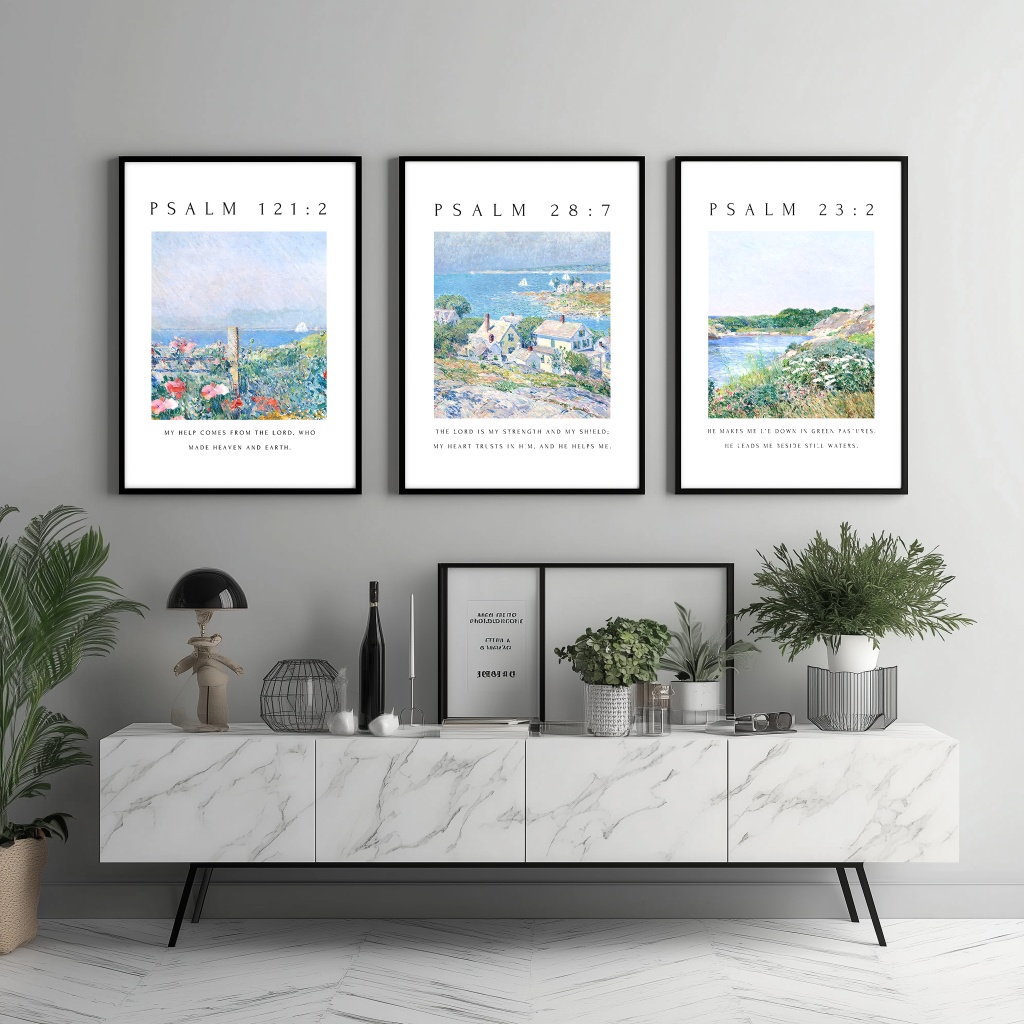 PSALM 121:2
MY HELP COMES FROM THE LORD, WHO
MADE HEAVEN AND EARTH.
PSALM 28:7
THE LORD IS MY STRENGTH AND MY SHIELD;
MY HEART TRUSTS IN HIM, AND HE HELPS ME.
PSALM 23:2
HE MAKES ME LIE DOWN IN GREEN PASTURES.
HE LEADS ME BESIDE STILL WATERS.